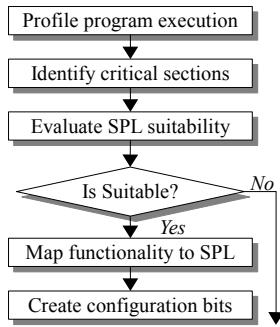 Profile program execution
Identify critical sections
Evaluate SPL suitability
Is Suitable?
No
Yes
Map functionality to SPL
Create configuration bits